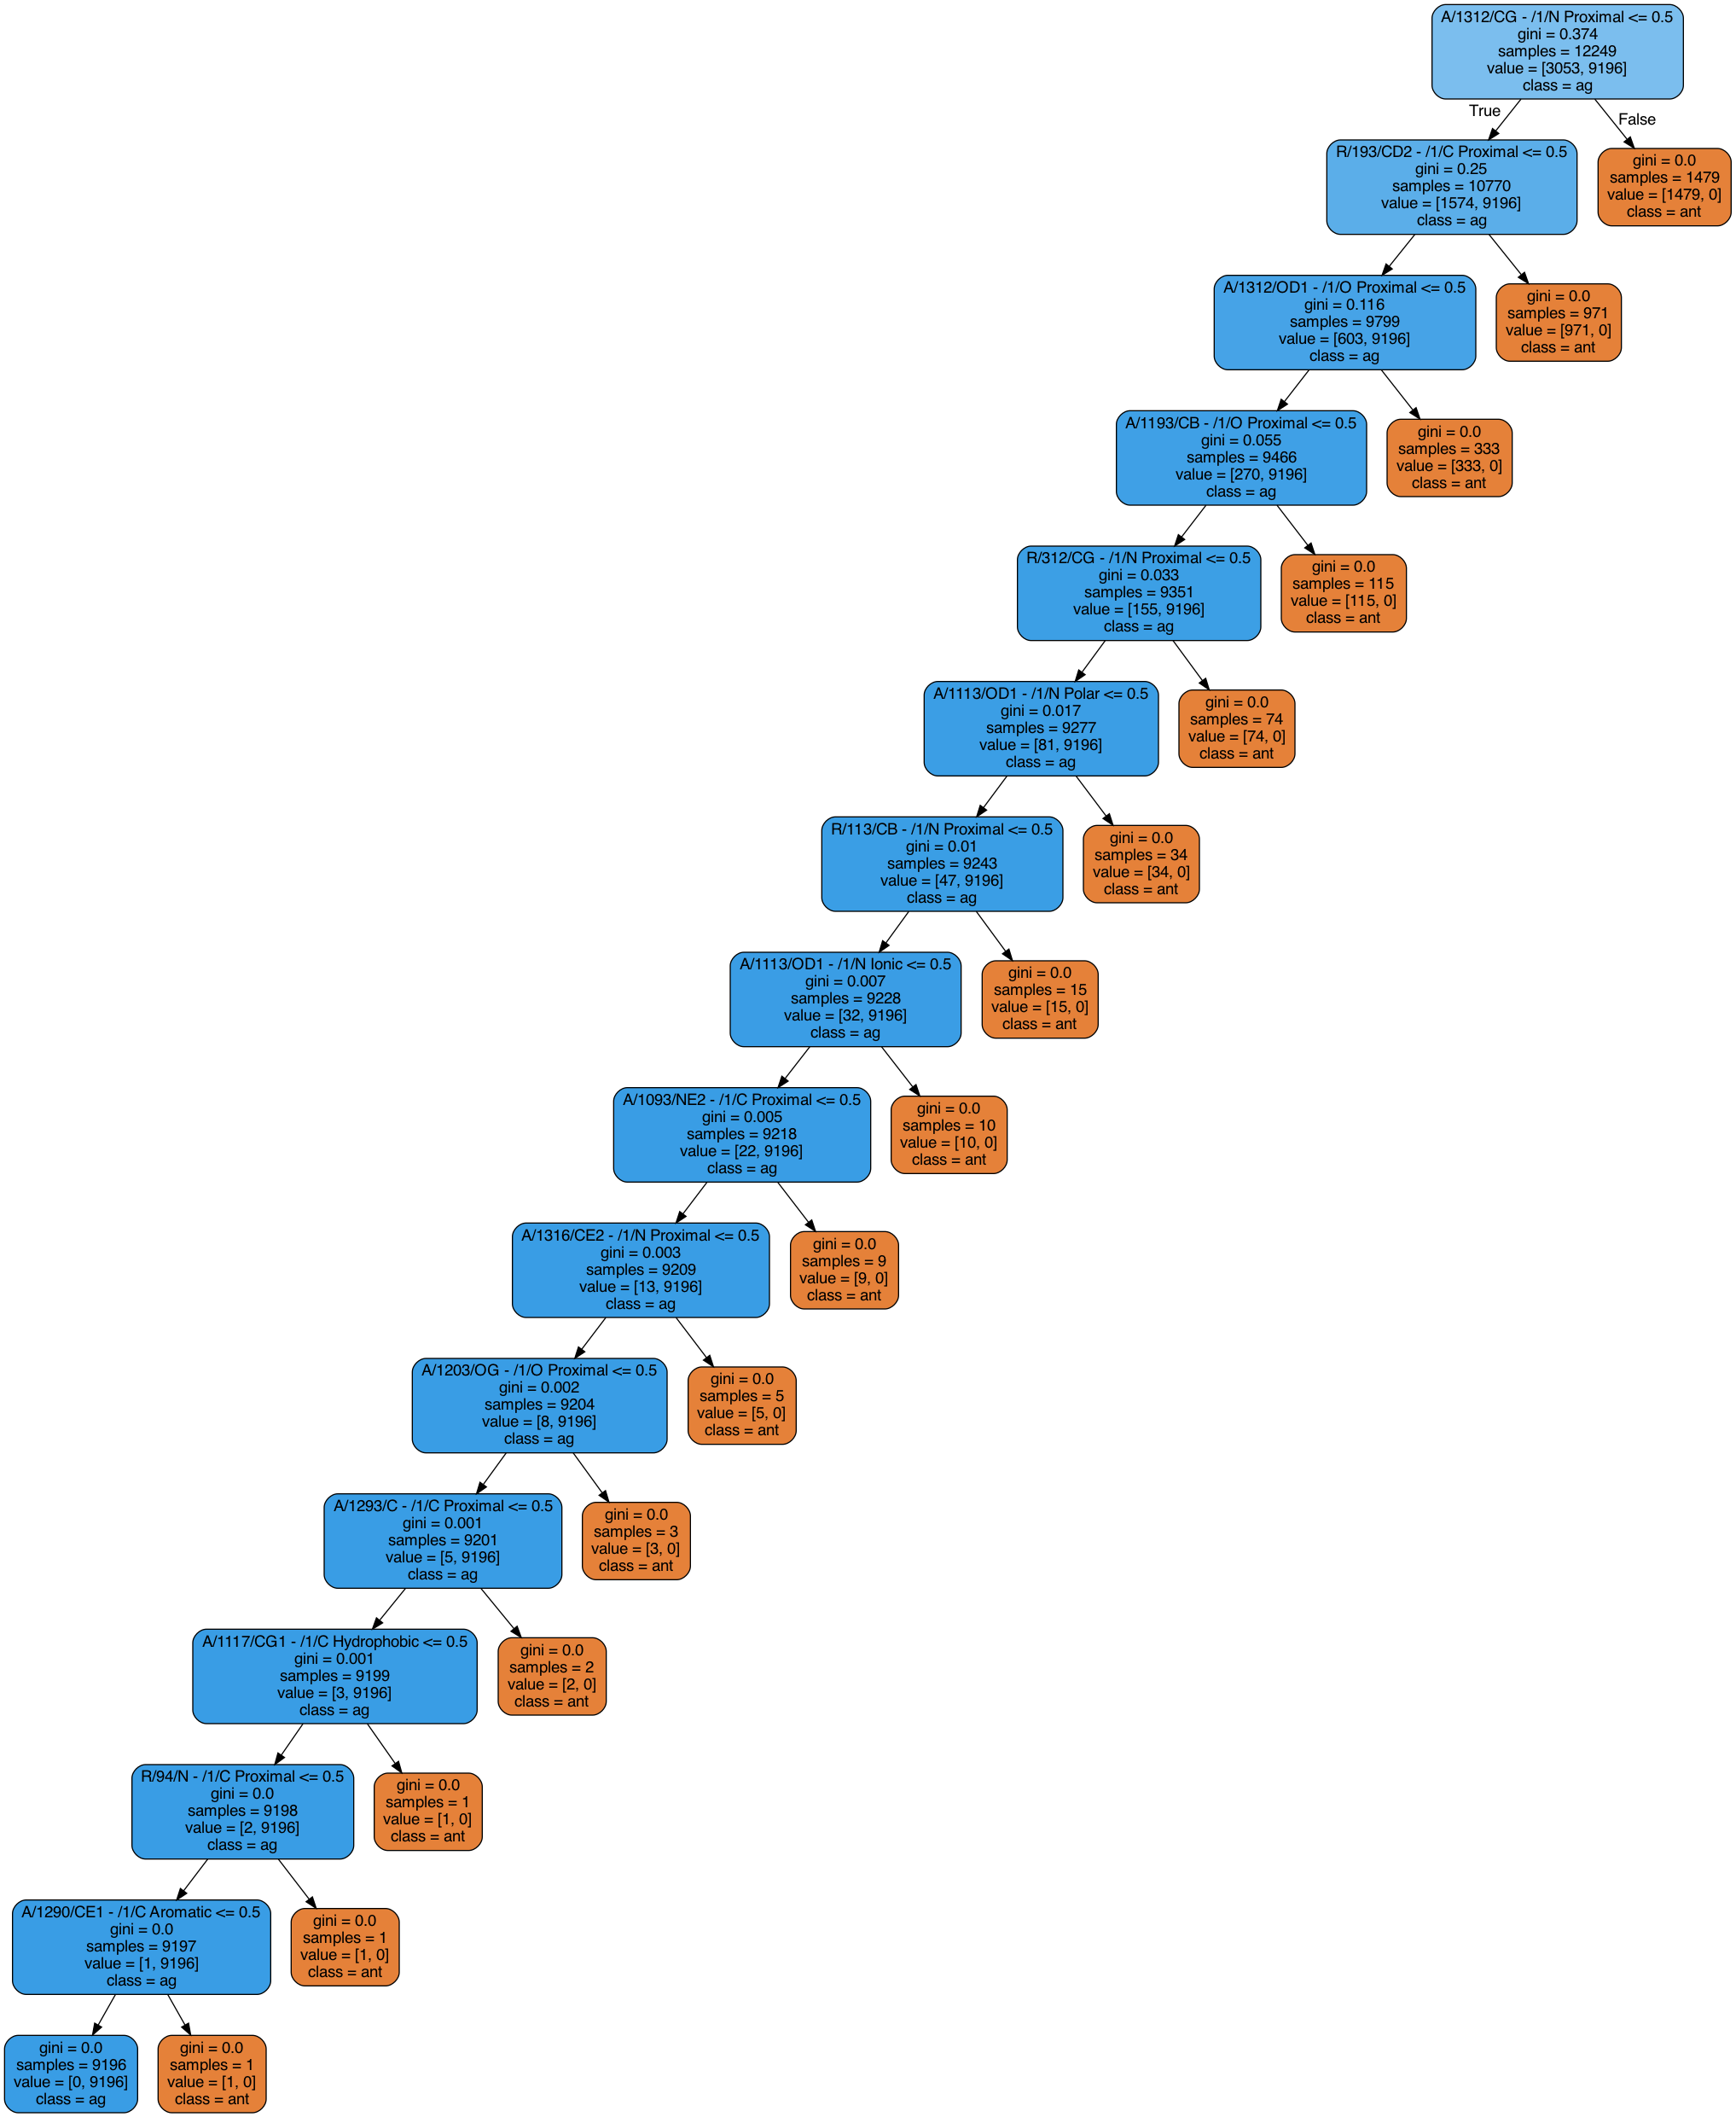 A/1312/CG - /1/N Proximal <= 0.5
gini = 0.374
samples = 12249
value = [3053, 9196]
class = ag
True
False
R/193/CD2 - /1/C Proximal <= 0.5
gini = 0.25
samples = 10770
value = [1574, 9196]
class = ag
gini = 0.0
samples = 1479
value = [1479, 0]
class = ant
A/1312/OD1 - /1/O Proximal <= 0.5
gini = 0.116
samples = 9799
value = [603, 9196]
class = ag
gini = 0.0
samples = 971
value = [971, 0]
class = ant
A/1193/CB - /1/O Proximal <= 0.5
gini = 0.055
samples = 9466
value = [270, 9196]
class = ag
gini = 0.0
samples = 333
value = [333, 0]
class = ant
R/312/CG - /1/N Proximal <= 0.5
gini = 0.033
samples = 9351
value = [155, 9196]
class = ag
gini = 0.0
samples = 115
value = [115, 0]
class = ant
A/1113/OD1 - /1/N Polar <= 0.5
gini = 0.017
samples = 9277
value = [81, 9196]
class = ag
gini = 0.0
samples = 74
value = [74, 0]
class = ant
R/113/CB - /1/N Proximal <= 0.5
gini = 0.01
samples = 9243
value = [47, 9196]
class = ag
gini = 0.0
samples = 34
value = [34, 0]
class = ant
A/1113/OD1 - /1/N Ionic <= 0.5
gini = 0.007
samples = 9228
value = [32, 9196]
class = ag
gini = 0.0
samples = 15
value = [15, 0]
class = ant
A/1093/NE2 - /1/C Proximal <= 0.5
gini = 0.005
samples = 9218
value = [22, 9196]
class = ag
gini = 0.0
samples = 10
value = [10, 0]
class = ant
A/1316/CE2 - /1/N Proximal <= 0.5
gini = 0.003
samples = 9209
value = [13, 9196]
class = ag
gini = 0.0
samples = 9
value = [9, 0]
class = ant
A/1203/OG - /1/O Proximal <= 0.5
gini = 0.002
samples = 9204
value = [8, 9196]
class = ag
gini = 0.0
samples = 5
value = [5, 0]
class = ant
A/1293/C - /1/C Proximal <= 0.5
gini = 0.001
samples = 9201
value = [5, 9196]
class = ag
gini = 0.0
samples = 3
value = [3, 0]
class = ant
A/1117/CG1 - /1/C Hydrophobic <= 0.5
gini = 0.001
samples = 9199
value = [3, 9196]
class = ag
gini = 0.0
samples = 2
value = [2, 0]
class = ant
R/94/N - /1/C Proximal <= 0.5
gini = 0.0
samples = 9198
value = [2, 9196]
class = ag
gini = 0.0
samples = 1
value = [1, 0]
class = ant
A/1290/CE1 - /1/C Aromatic <= 0.5
gini = 0.0
samples = 9197
value = [1, 9196]
class = ag
gini = 0.0
samples = 1
value = [1, 0]
class = ant
gini = 0.0
samples = 9196
value = [0, 9196]
class = ag
gini = 0.0
samples = 1
value = [1, 0]
class = ant